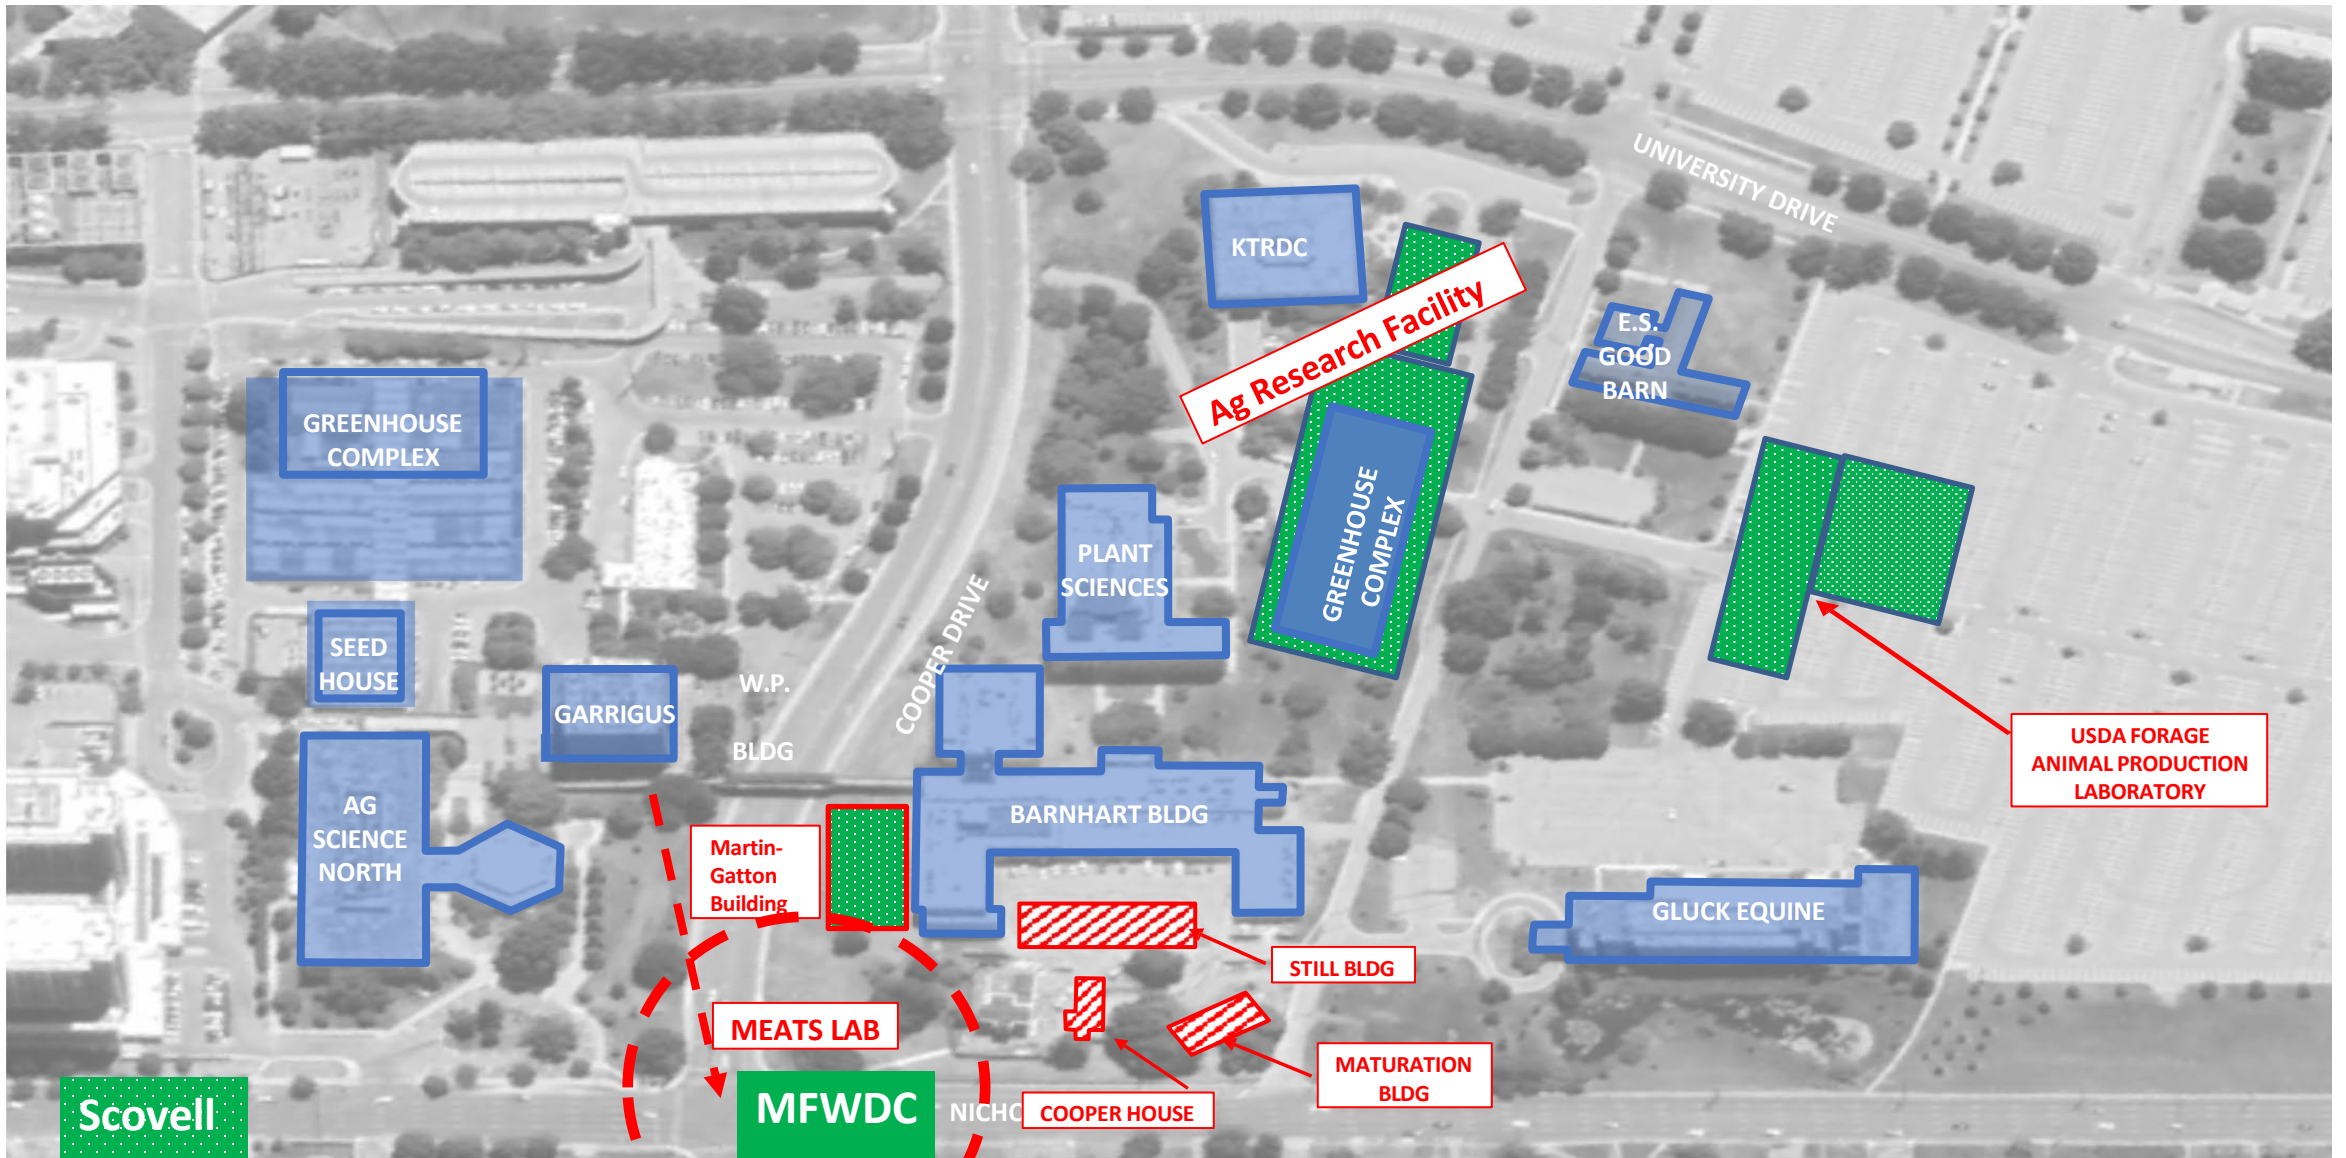 UNIVERSITY DRIVE
KTRDC
Ag Research Facility
E.S.
GOOD
BARN
GREENHOUSE
COMPLEX
GREENHOUSE
COMPLEX
PLANT
SCIENCES
COOPER DRIVE
SEED
HOUSE
GARRIGUS
W.P.
BLDG
USDA FORAGE
ANIMAL PRODUCTION
LABORATORY
AG
SCIENCE
NORTH
Martin-
Gatton
Building
BARNHART BLDG
GLUCK EQUINE
STILL BLDG
MEATS LAB
MATURATION
BLDG
Scovell
MFWDC
NICHO
COOPER HOUSE